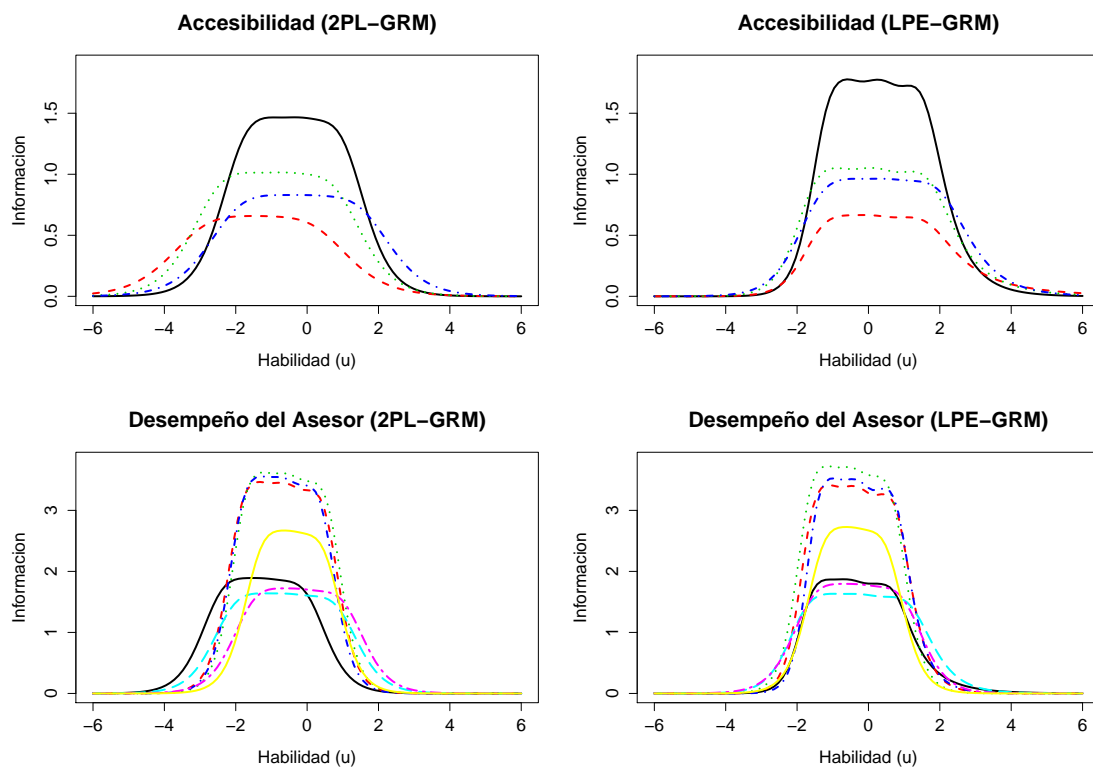 Accesibilidad (2PL−GRM)
Informacion
0.0 0.5 1.0 1.5
−6 −4 −2 0 2 4 6
Habilidad (u)
Accesibilidad (LPE−GRM)
Informacion
0.0 0.5 1.0 1.5
−6 −4 −2 0 2 4 6
Habilidad (u)
Desempeño del Asesor (2PL−GRM)
Informacion
0 1 2 3
−6 −4 −2 0 2 4 6
Habilidad (u)
Desempeño del Asesor (LPE−GRM)
Informacion
0 1 2 3
−6 −4 −2 0 2 4 6
Habilidad (u)